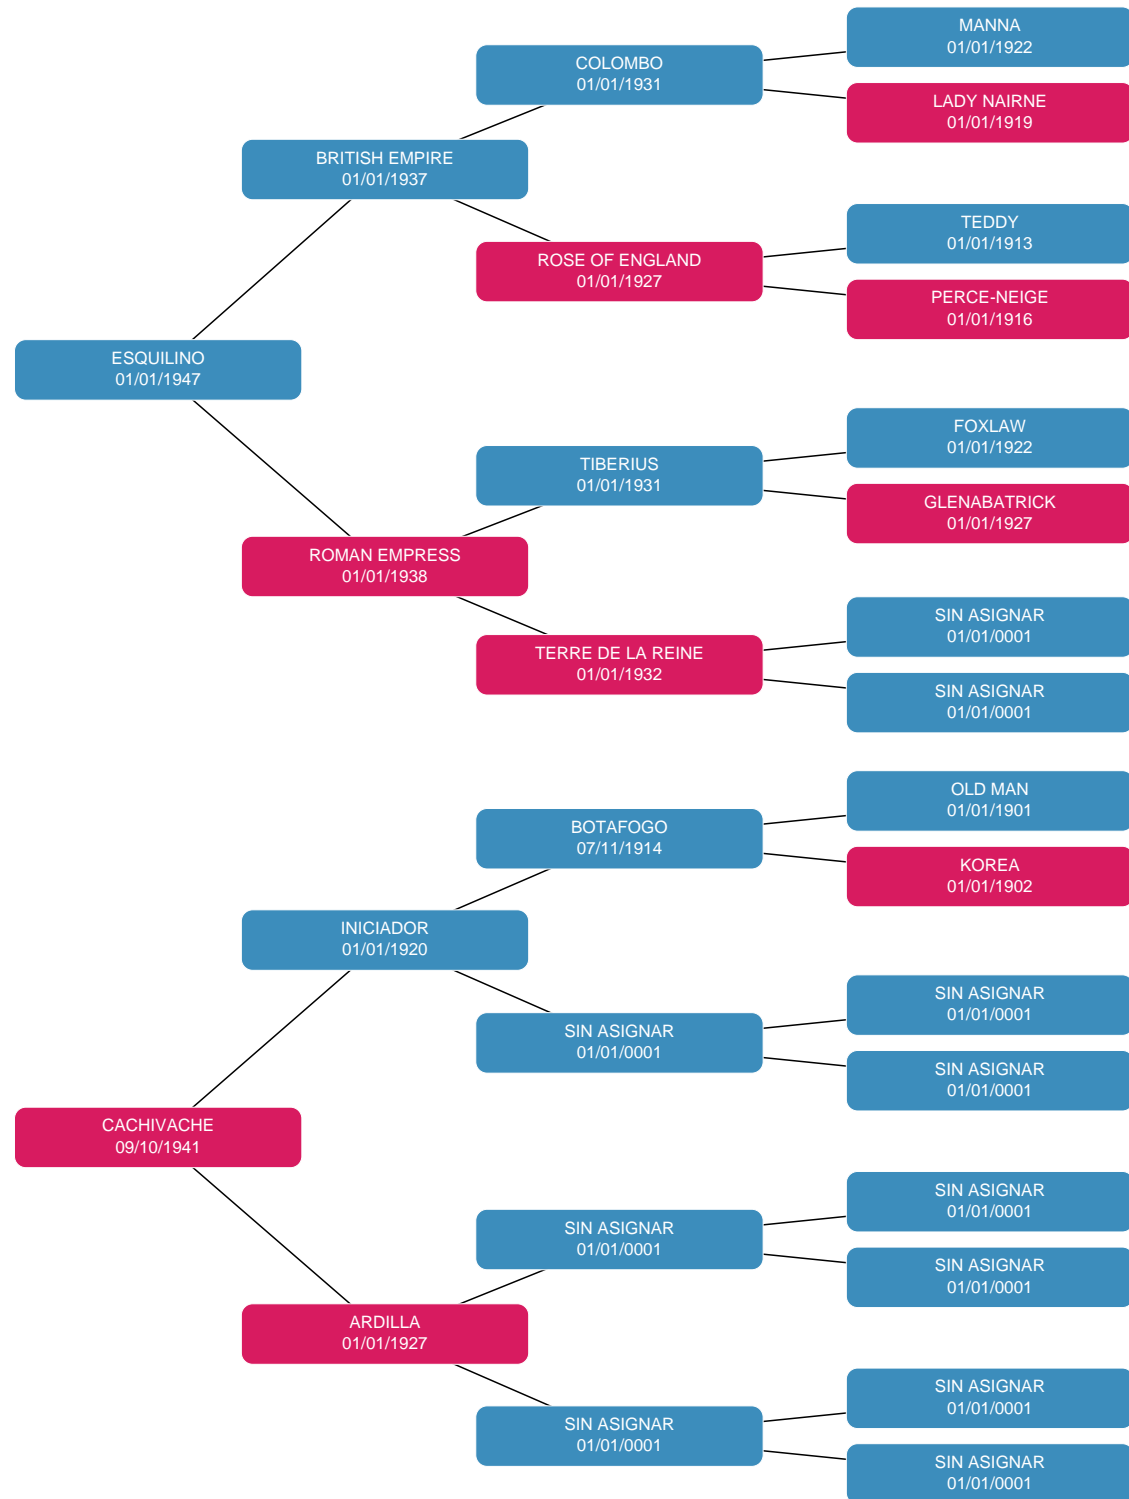 MANNA
01/01/1922
COLOMBO
01/01/1931
LADY NAIRNE
01/01/1919
BRITISH EMPIRE
01/01/1937
TEDDY
01/01/1913
ROSE OF ENGLAND
01/01/1927
PERCE-NEIGE
01/01/1916
ESQUILINO
01/01/1947
FOXLAW
01/01/1922
TIBERIUS
01/01/1931
GLENABATRICK
01/01/1927
ROMAN EMPRESS
01/01/1938
SIN ASIGNAR
01/01/0001
TERRE DE LA REINE
01/01/1932
SIN ASIGNAR
01/01/0001
OLD MAN
01/01/1901
BOTAFOGO
07/11/1914
KOREA
01/01/1902
INICIADOR
01/01/1920
SIN ASIGNAR
01/01/0001
SIN ASIGNAR
01/01/0001
SIN ASIGNAR
01/01/0001
CACHIVACHE
09/10/1941
SIN ASIGNAR
01/01/0001
SIN ASIGNAR
01/01/0001
SIN ASIGNAR
01/01/0001
ARDILLA
01/01/1927
SIN ASIGNAR
01/01/0001
SIN ASIGNAR
01/01/0001
SIN ASIGNAR
01/01/0001